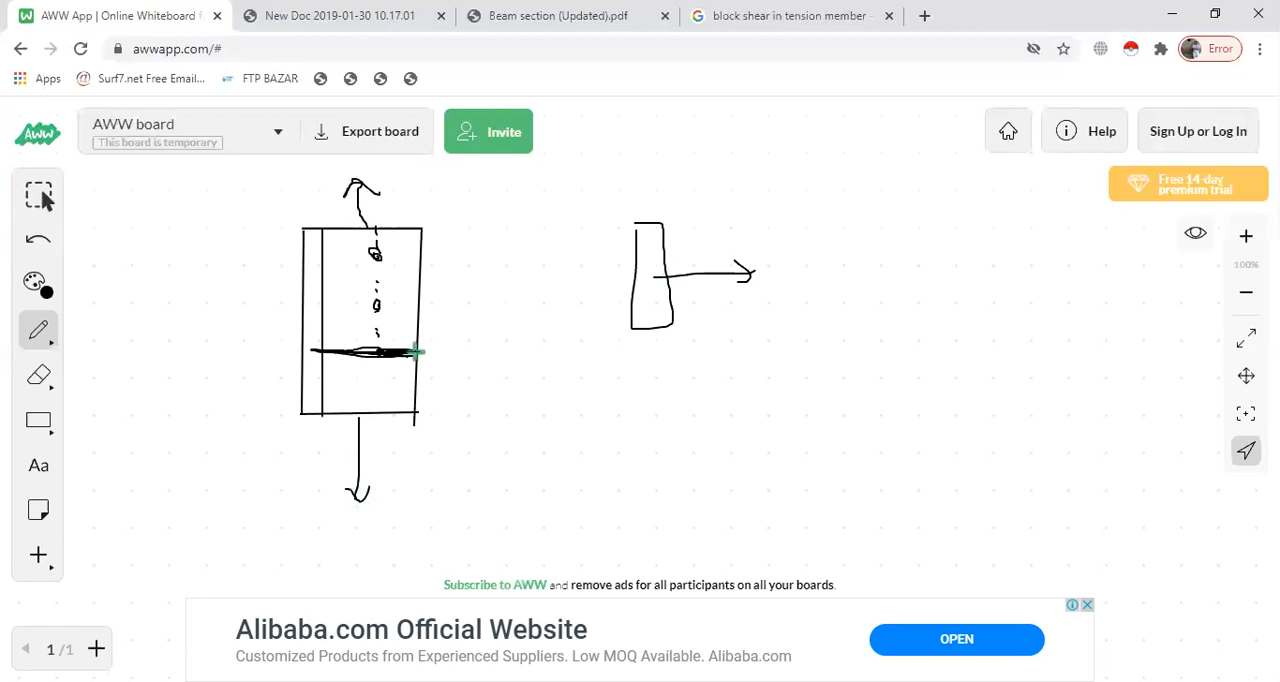 AWW App | Online Whiteboard f
New Doc 2019-01-30 10.17.01
Beam section (Updated).pdf
block shear in tension member -
awwapp.com/#
Error
Apps
Surf7.net Free Email...
FTP BAZAR
AWW
AWW board
This board is temporary
Export board
Invite
Help
Sign Up or Log In
Free 14-day
premium trial
100%
Aa
Subscribe to AWW and remove ads for all participants on all your boards.
Alibaba.com Official Website
Customized Products from Experienced Suppliers. Low MOQ Available. Alibaba.com
OPEN
1/1